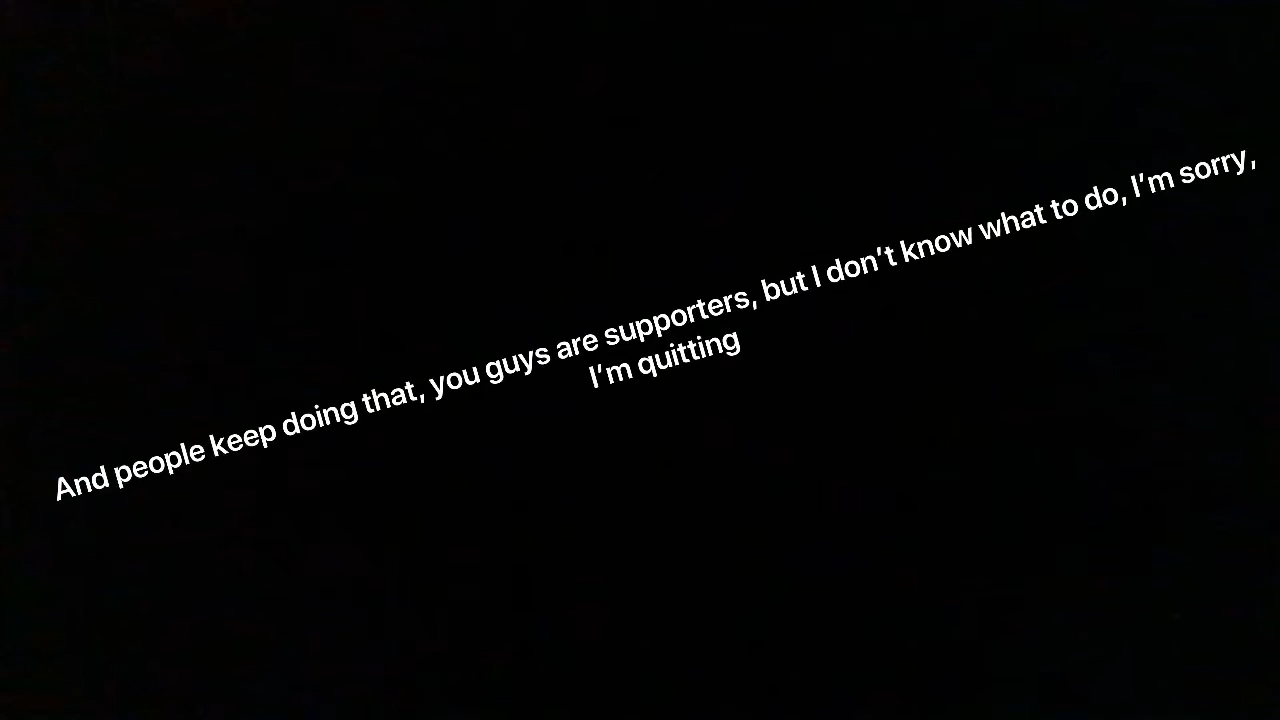 And people keep doing that, you guys are supporters, but I don’t know what to do, I’m sorry,
I’m quitting